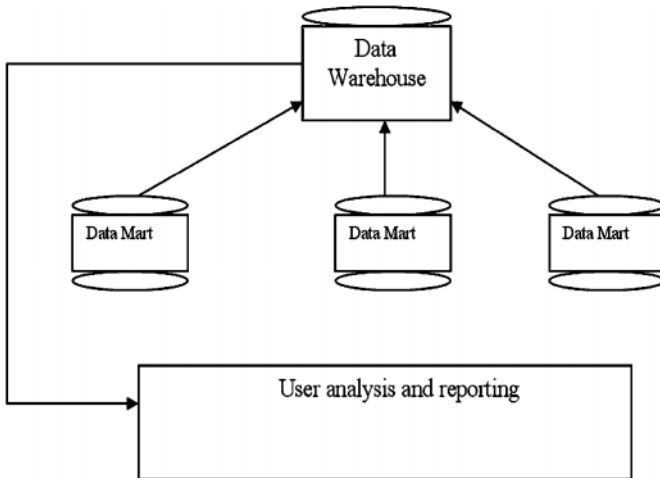 Data
Warehouse
Data Mart
Data Mart
Data Mart
User analysis and reporting